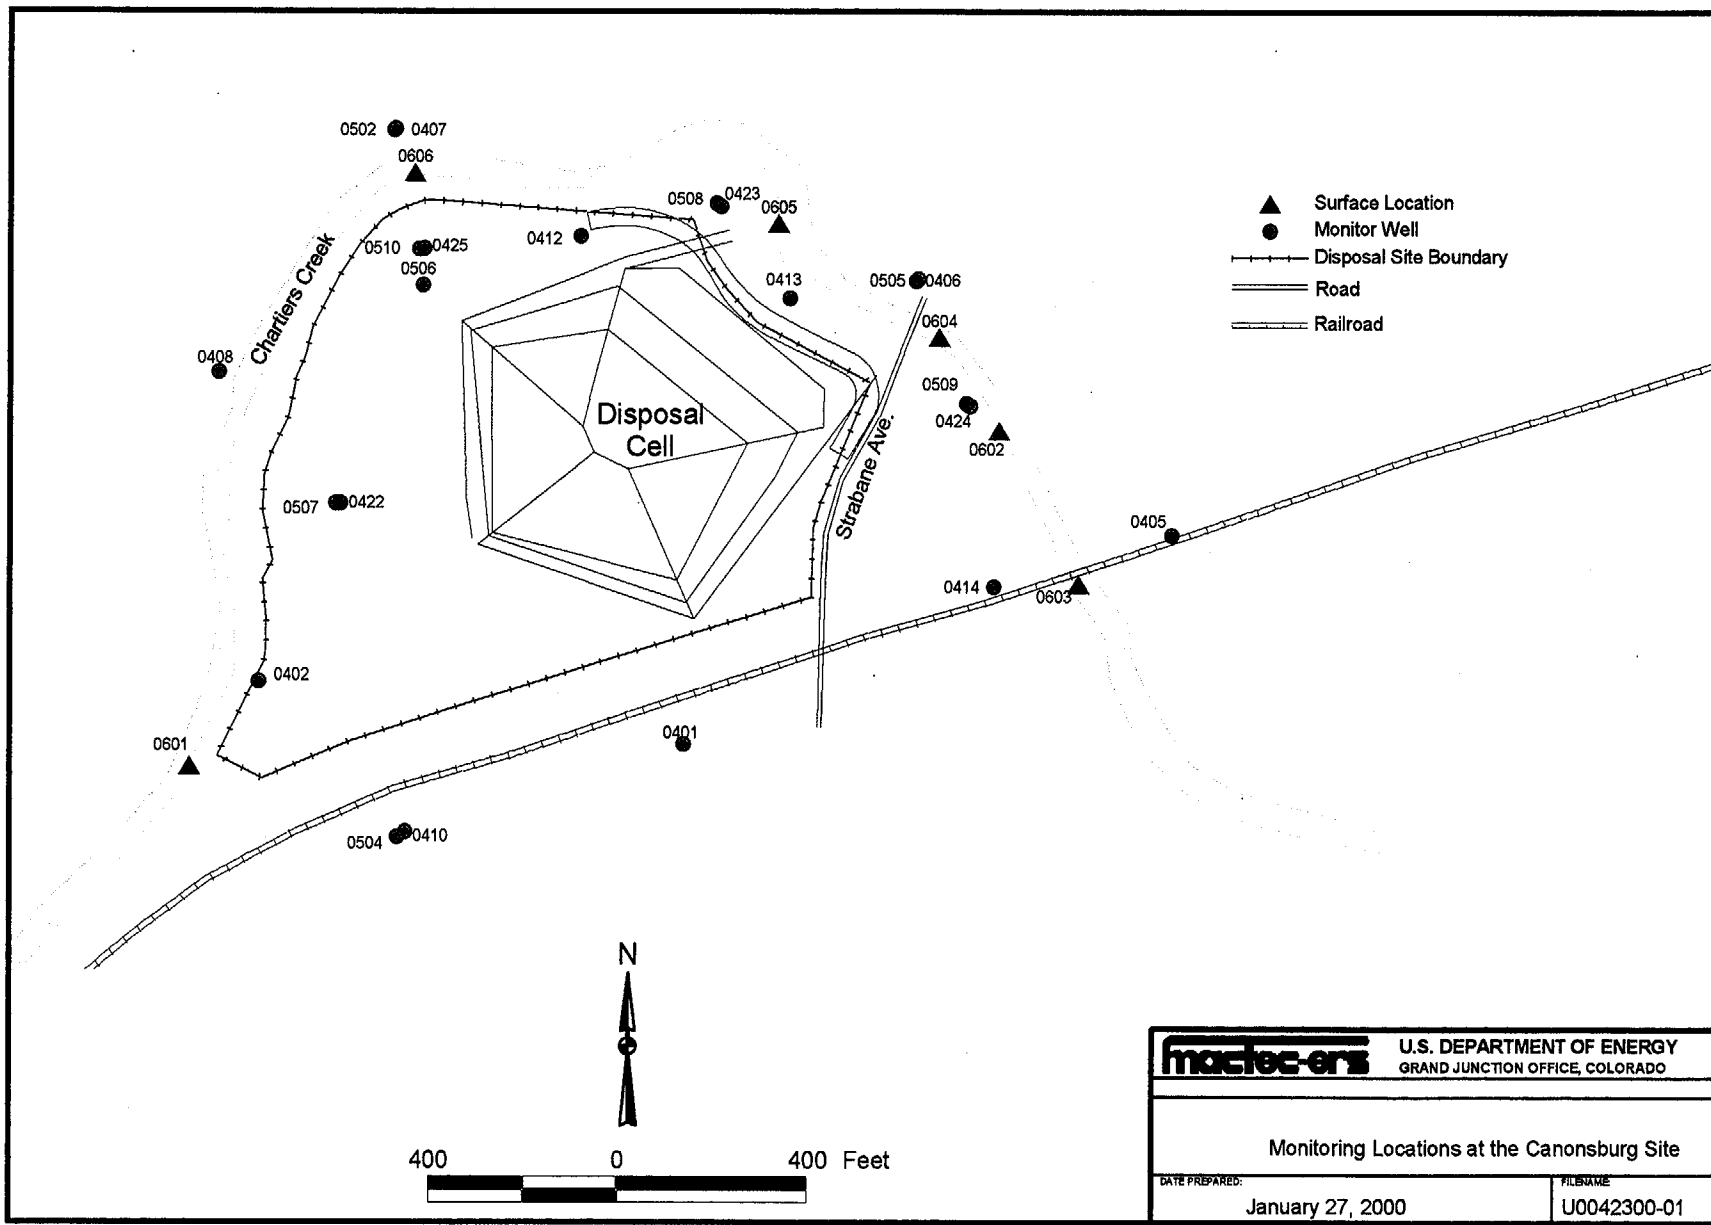 0502 0407
0606
0508 0423
0605
0412
0510 0425
0506
0413
0505 0406
0604
Chartiers Creek
0408
0509
0424
0602
Disposal
Cell
Strabane Ave.
0507 0422
0405
0414
0603
0402
0601
0401
0504 0410
Surface Location
Monitor Well
Disposal Site Boundary
Road
Railroad
N
400 0 400 Feet
mactec-ers
U.S. DEPARTMENT OF ENERGY
GRAND JUNCTION OFFICE, COLORADO
Monitoring Locations at the Canonsburg Site
DATE PREPARED:
January 27, 2000
FILENAME
U0042300-01